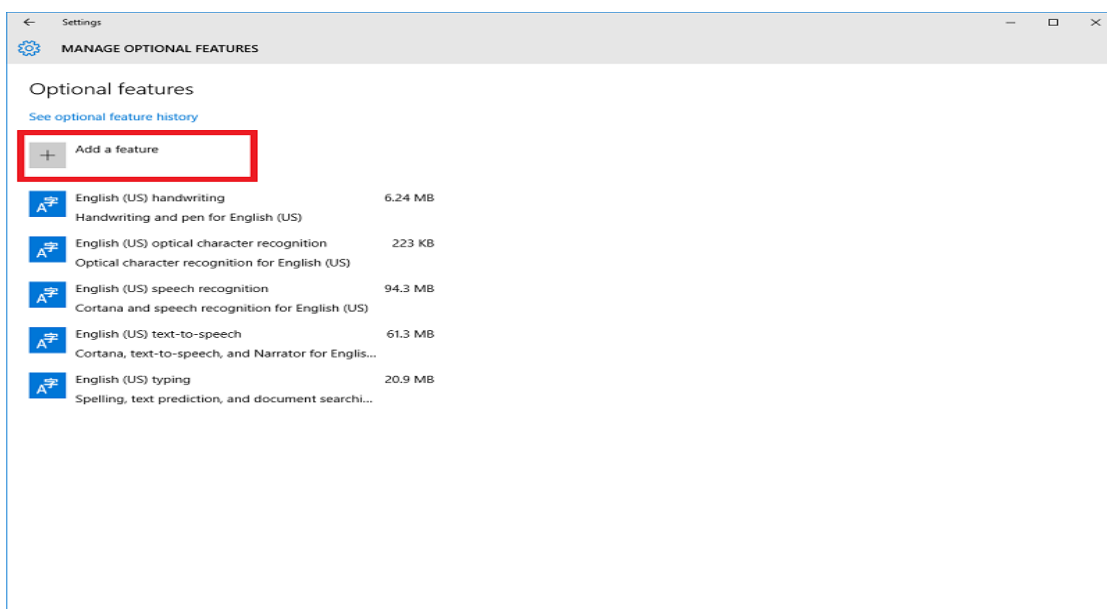 Settings
MANAGE OPTIONAL FEATURES
Optional features
See optional feature history
Add a feature
English (US) handwriting 6.24 MB
Handwriting and pen for English (US)
English (US) optical character recognition 223 KB
Optical character recognition for English (US)
English (US) speech recognition 94.3 MB
Cortana and speech recognition for English (US)
English (US) text-to-speech 61.3 MB
Cortana, text-to-speech, and Narrator for Englis...
English (US) typing 20.9 MB
Spelling, text prediction, and document searchi...